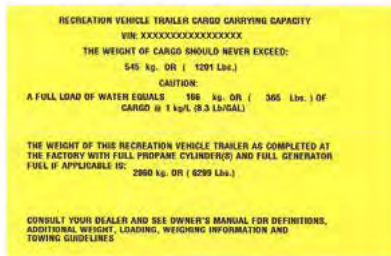 RECREATION VEHICLE TRAILER CARGO CARRYING CAPACITY
VIN: XXXXXXXXXXXXXXXXX
THE WEIGHT OF CARGO SHOULD NEVER EXCEED:
545 kg. OR ( 1201 Lbs.)
CAUTION:
A FULL LOAD OF WATER EQUALS 166 kg. OR ( 365 Lbs. ) OF
CARGO @ 1 kg/L (8.3 Lb/GAL)
THE WEIGHT OF THIS RECREATION VEHICLE TRAILER AS COMPLETED AT
THE FACTORY WITH FULL PROPANE CYLINDER(S) AND FULL GENERATOR
FUEL IF APPLICABLE IS:
2860 kg. OR ( 6299 Lbs.)
CONSULT YOUR DEALER AND SEE OWNER'S MANUAL FOR DEFINITIONS,
ADDITIONAL WEIGHT, LOADING, WEIGHING INFORMATION AND
TOWING GUIDELINES